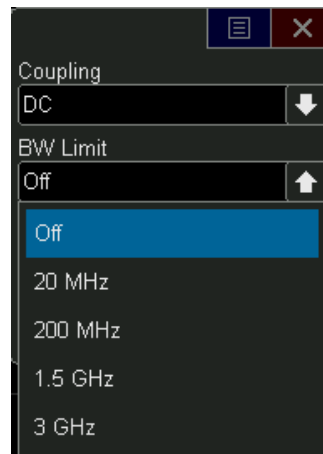 Coupling
DC
BW Limit
Off
Off
20 MHz
200 MHz
1.5 GHz
3 GHz